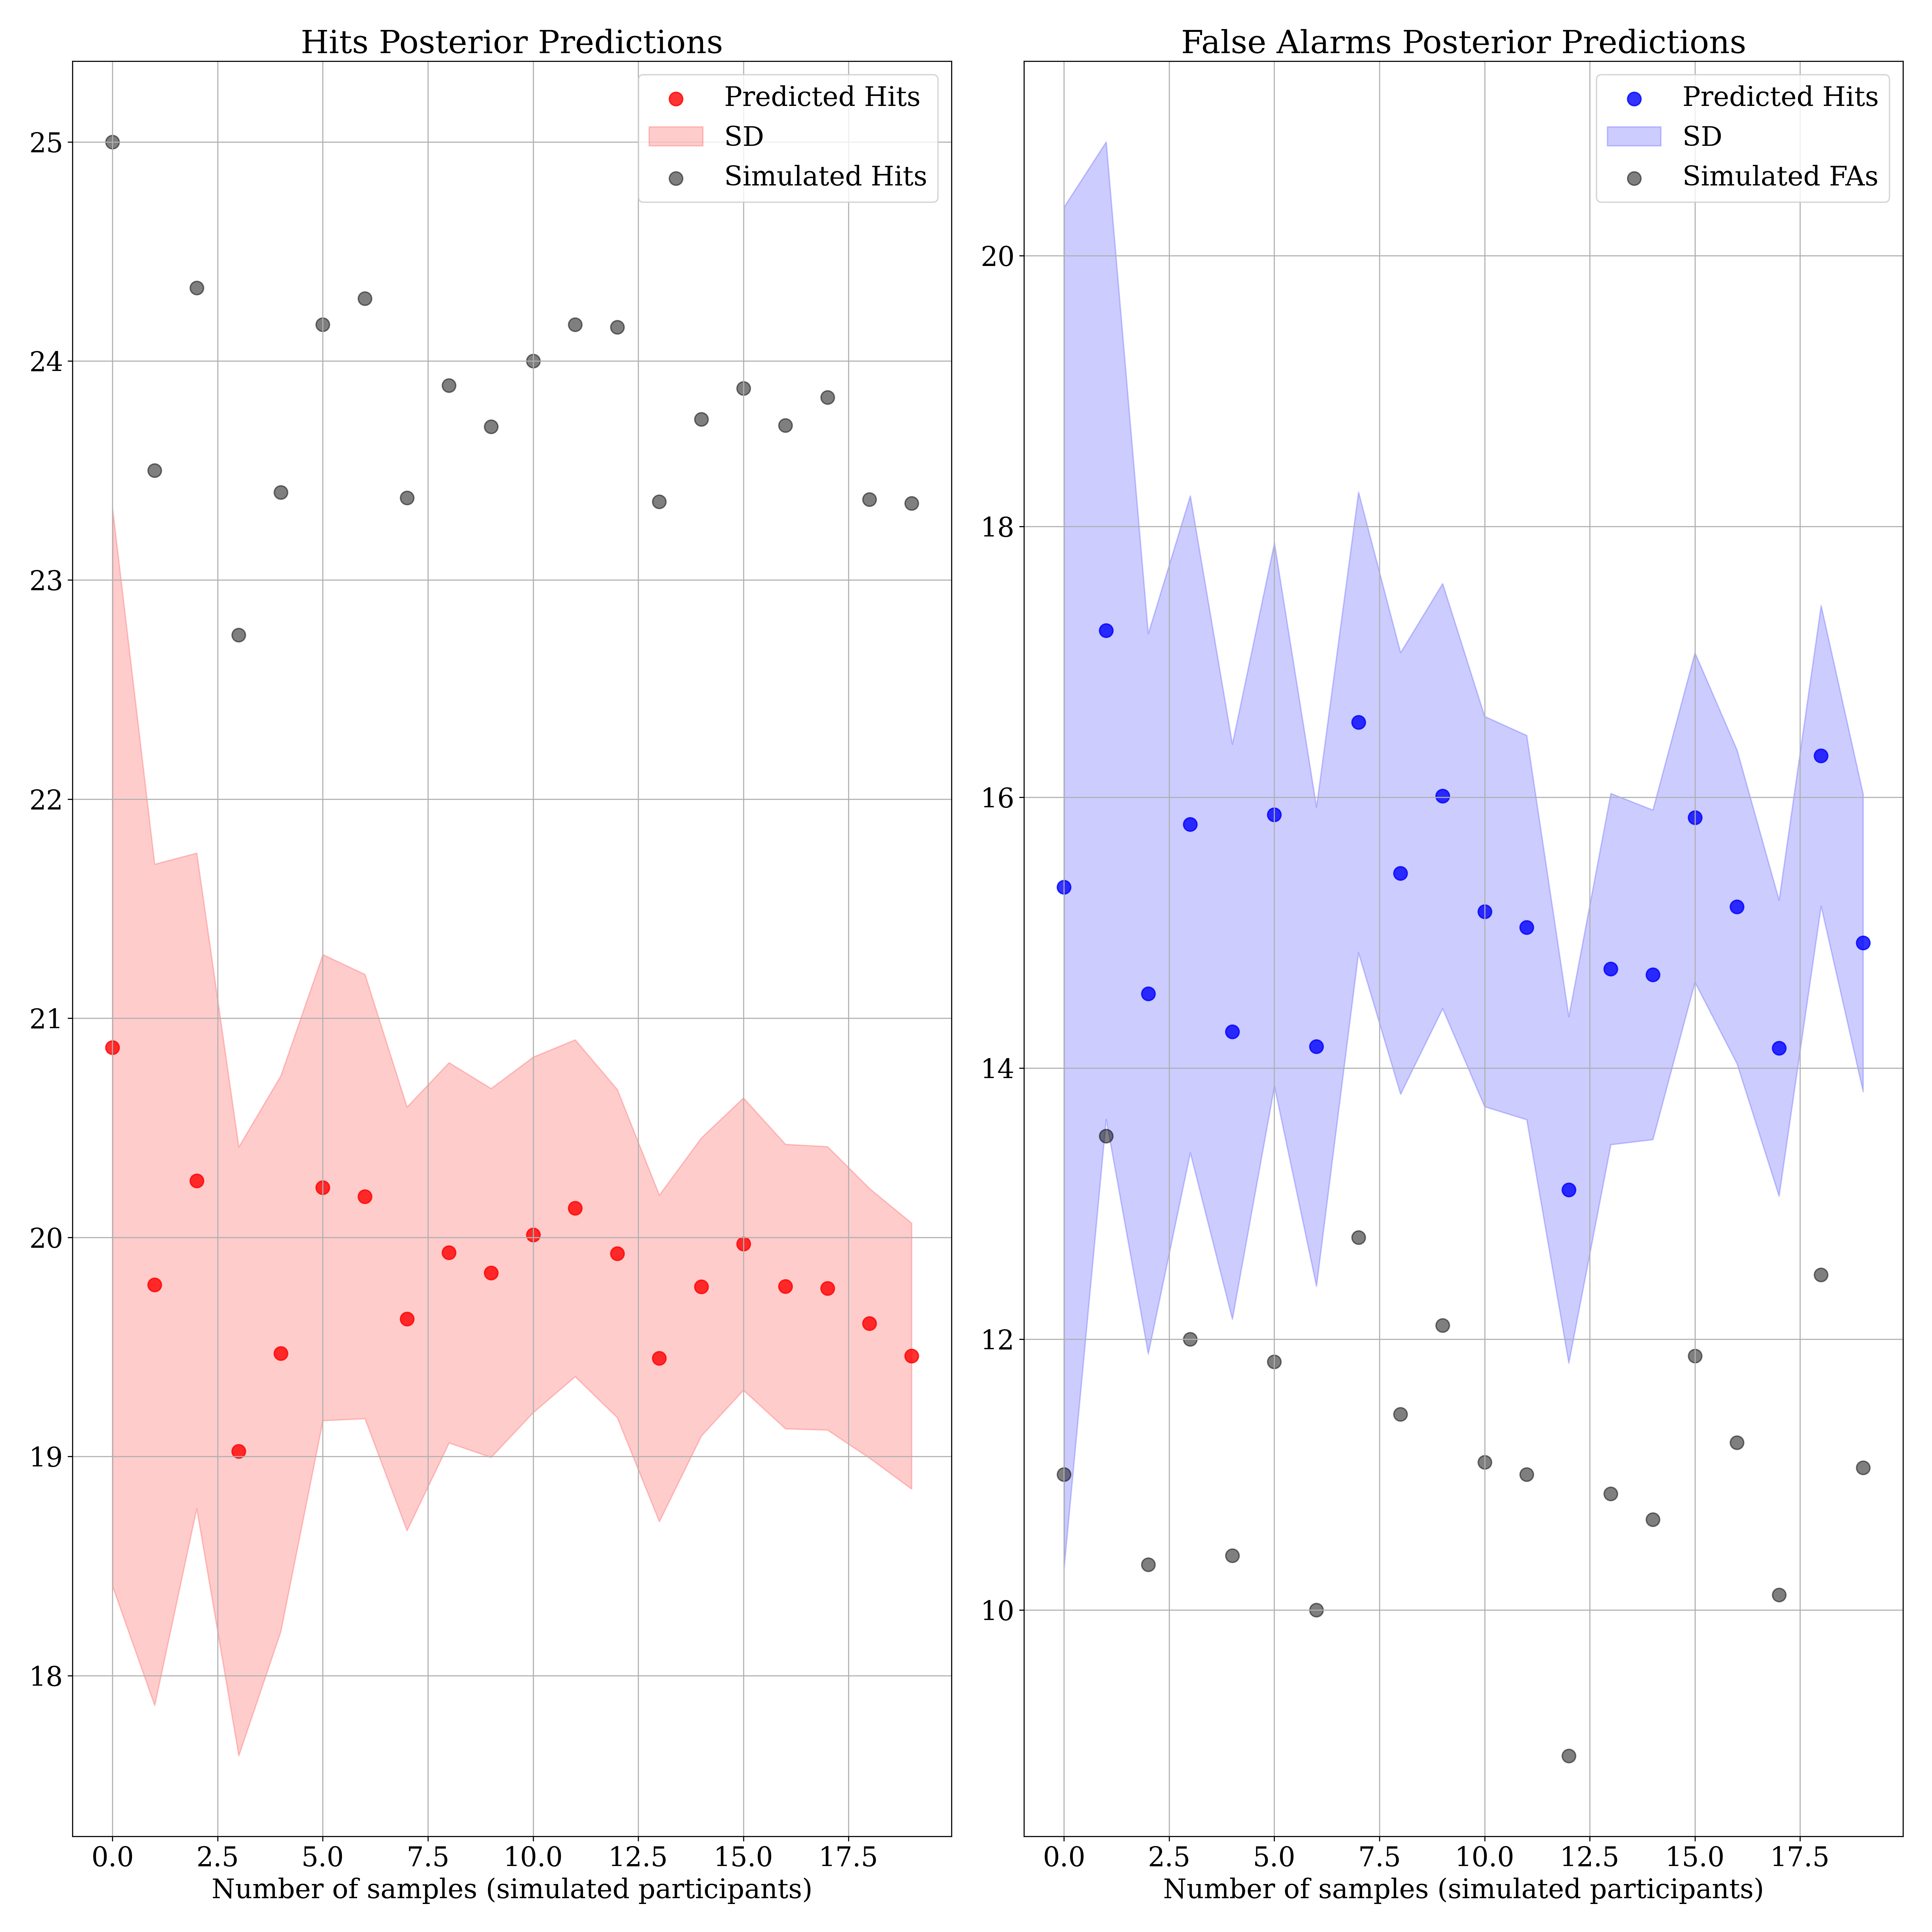 Hits Posterior Predictions
Predicted Hits
SD
Simulated Hits
25
24
23
22
21
20
19
18
0.0 2.5 5.0 7.5 10.0 12.5 15.0 17.5
Number of samples (simulated participants)
False Alarms Posterior Predictions
Predicted Hits
SD
Simulated FAs
20
18
16
14
12
10
0.0 2.5 5.0 7.5 10.0 12.5 15.0 17.5
Number of samples (simulated participants)